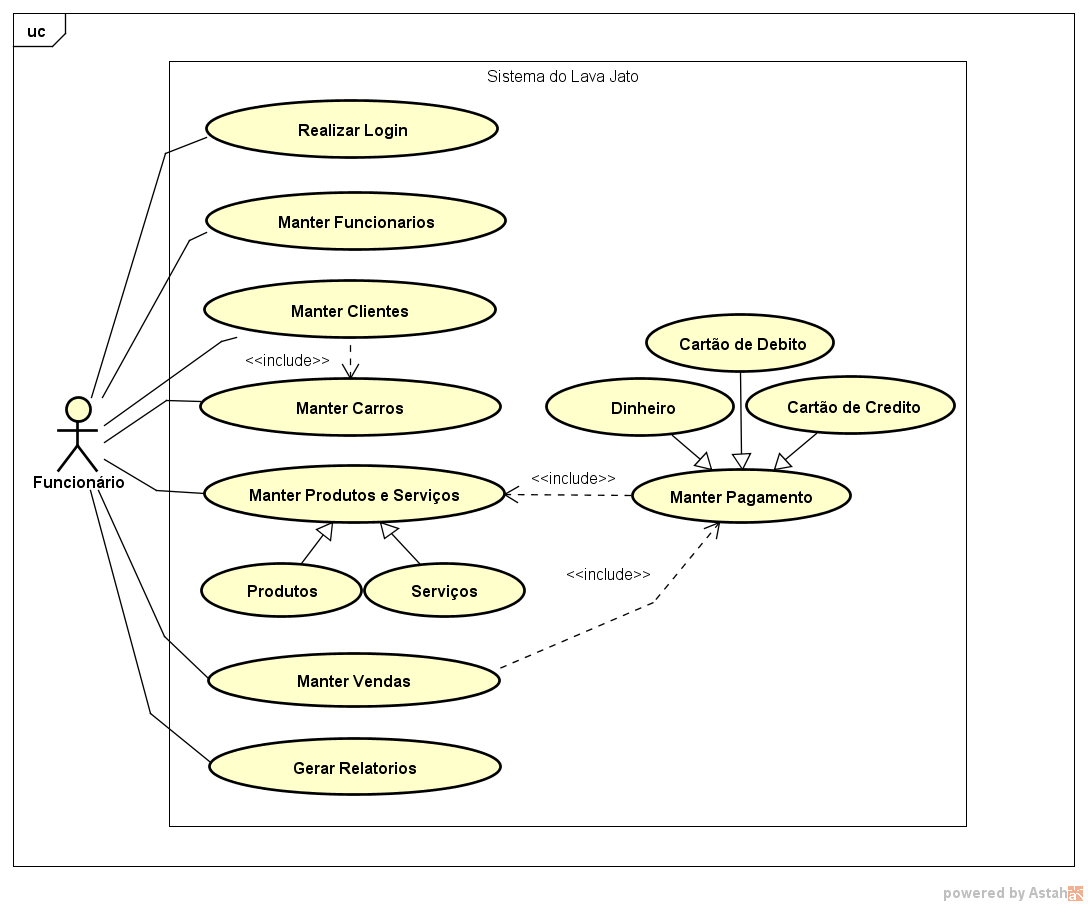 uc
Sistema do Lava Jato
Realizar Login
Manter Funcionarios
Manter Clientes
<<include>>
Manter Carros
Cartão de Debito
Dinheiro
Cartão de Credito
Funcionário
Manter Produtos e Serviços
<<include>>
Manter Pagamento
Produtos
Serviços
<<include>>
Manter Vendas
Gerar Relatorios
powered by Astah